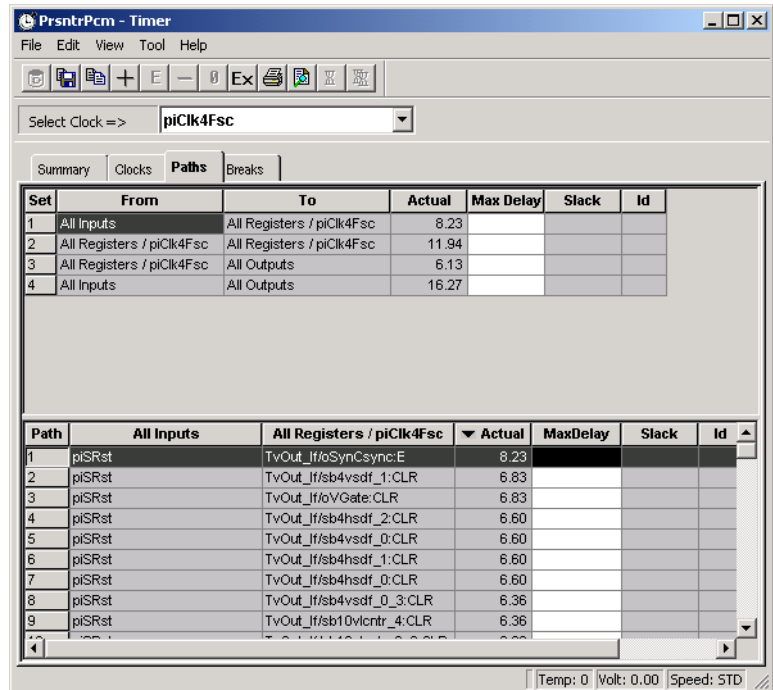 PrsntrPcm - Timer
File Edit View Tool Help
E 0 Ex
Select Clock => piClk4Fsc
Summary Clocks Paths Breaks
Set From To Actual Max Delay Slack Id
1 All Inputs All Registers / piClk4Fsc 8.23
2 All Registers / piClk4Fsc All Registers / piClk4Fsc 11.94
3 All Registers / piClk4Fsc All Outputs 6.13
4 All Inputs All Outputs 16.27
Path All Inputs All Registers / piClk4Fsc Actual MaxDelay Slack Id
1 piSRst TvOut_If/oSynCsync:E 8.23
2 piSRst TvOut_If/sb4vsdf_1:CLR 6.83
3 piSRst TvOut_If/oVGate:CLR 6.83
4 piSRst TvOut_If/sb4hsdf_2:CLR 6.60
5 piSRst TvOut_If/sb4vsdf_0:CLR 6.60
6 piSRst TvOut_If/sb4hsdf_1:CLR 6.60
7 piSRst TvOut_If/sb4hsdf_0:CLR 6.60
8 piSRst TvOut_If/sb4vsdf_0_3:CLR 6.36
9 piSRst TvOut_If/sb10vlcntr_4:CLR 6.36
Temp: 0 Volt: 0.00 Speed: STD